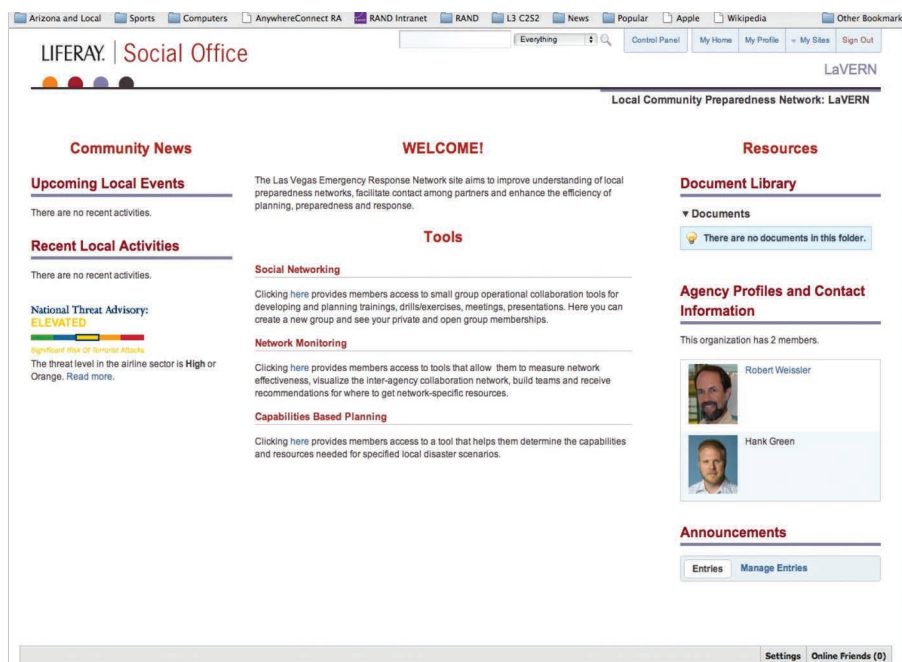 Arizona and Local Sports Computers AnywhereConnect RA RAND Intranet RAND L3 C2S2 News Popular Apple Wikipedia Other Bookmark
LIFERAY. Social Office
Everything
Control Panel My Home My Profile My Sites Sign Out
LaVERN
Local Community Preparedness Network: LaVERN
Community News
Upcoming Local Events
There are no recent activities.
Recent Local Activities
There are no recent activities.
National Threat Advisory:
ELEVATED
Significant Risk Of Terrorist Attacks
The threat level in the airline sector is High or
Orange. Read more.
WELCOME!
The Las Vegas Emergency Response Network site aims to improve understanding of local
preparedness networks, facilitate contact among partners and enhance the efficiency of
planning, preparedness and response.
Tools
Social Networking
Clicking here provides members access to small group operational collaboration tools for
developing and planning trainings, drills/exercises, meetings, presentations. Here you can
create a new group and see your private and open group memberships.
Network Monitoring
Clicking here provides members access to tools that allow them to measure network
effectiveness, visualize the inter-agency collaboration network, build teams and receive
recommendations for where to get network-specific resources.
Capabilities Based Planning
Clicking here provides members access to a tool that helps them determine the capabilities
and resources needed for specified local disaster scenarios.
Resources
Document Library
Documents
There are no documents in this folder.
Agency Profiles and Contact
Information
This organization has 2 members.
Robert Weissler
Hank Green
Announcements
Entries Manage Entries
Settings Online Friends (0)